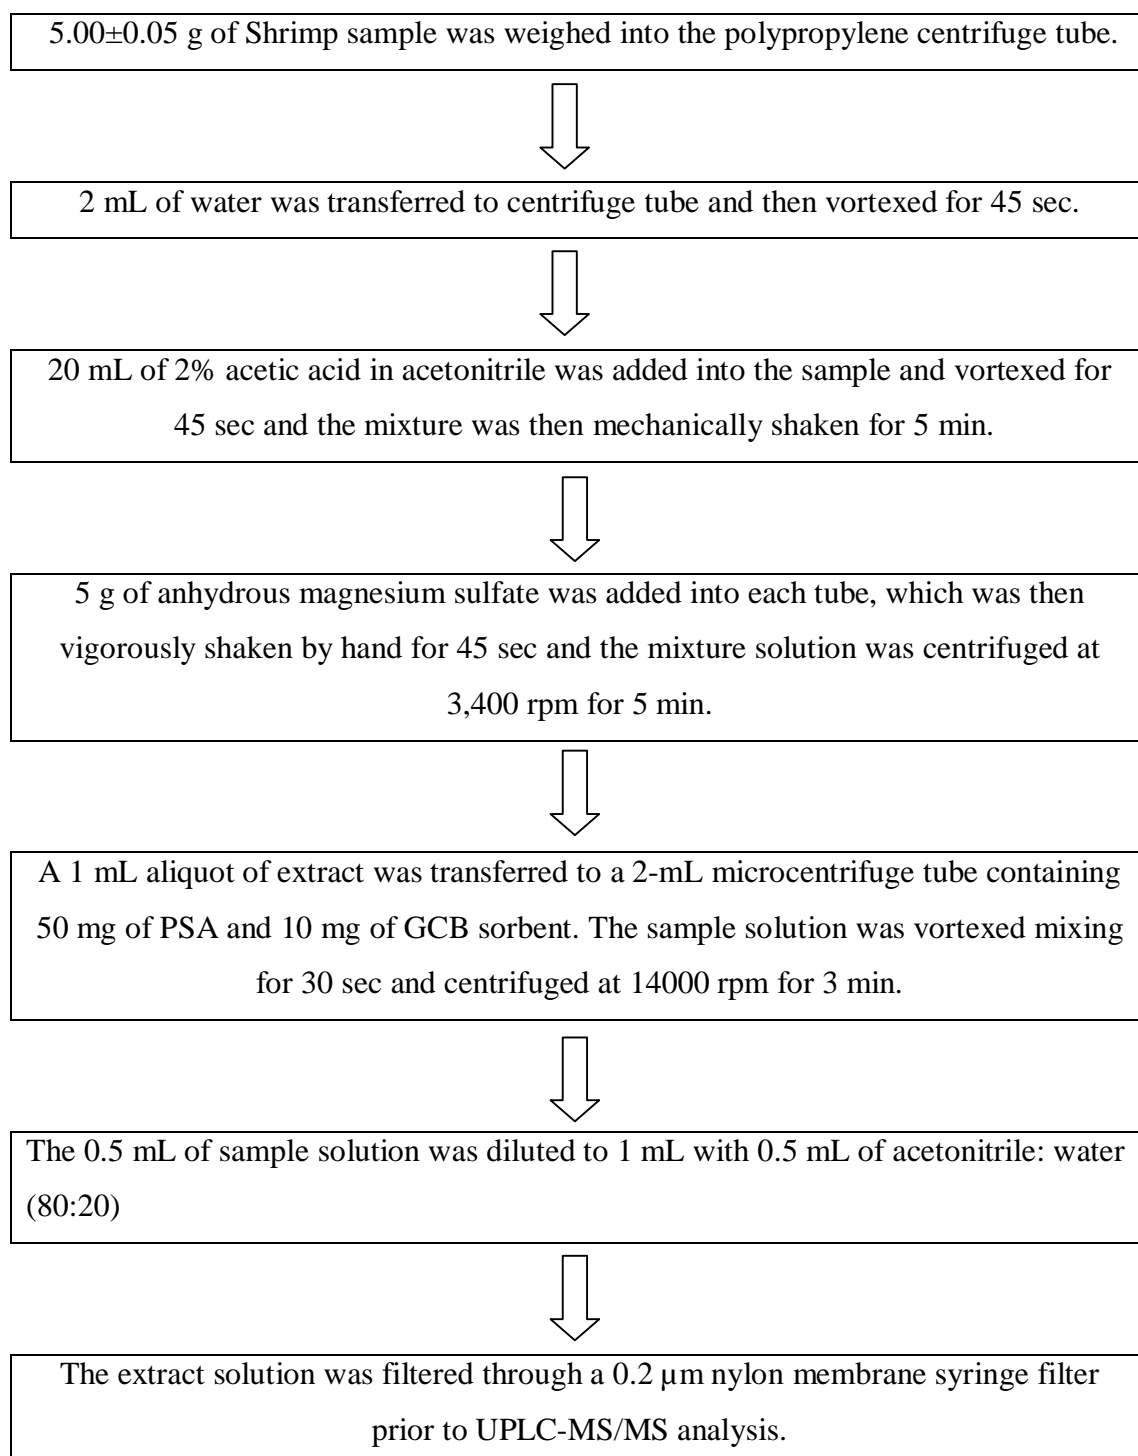 5.00±0.05 g of Shrimp sample was weighed into the polypropylene centrifuge tube.
2 mL of water was transferred to centrifuge tube and then vortexed for 45 sec.
20 mL of 2% acetic acid in acetonitrile was added into the sample and vortexed for
45 sec and the mixture was then mechanically shaken for 5 min.
5 g of anhydrous magnesium sulfate was added into each tube, which was then
vigorously shaken by hand for 45 sec and the mixture solution was centrifuged at
3,400 rpm for 5 min.
A 1 mL aliquot of extract was transferred to a 2-mL microcentrifuge tube containing
50 mg of PSA and 10 mg of GCB sorbent. The sample solution was vortexed mixing
for 30 sec and centrifuged at 14000 rpm for 3 min.
The 0.5 mL of sample solution was diluted to 1 mL with 0.5 mL of acetonitrile: water
(80:20)
The extract solution was filtered through a 0.2 µm nylon membrane syringe filter
prior to UPLC-MS/MS analysis.